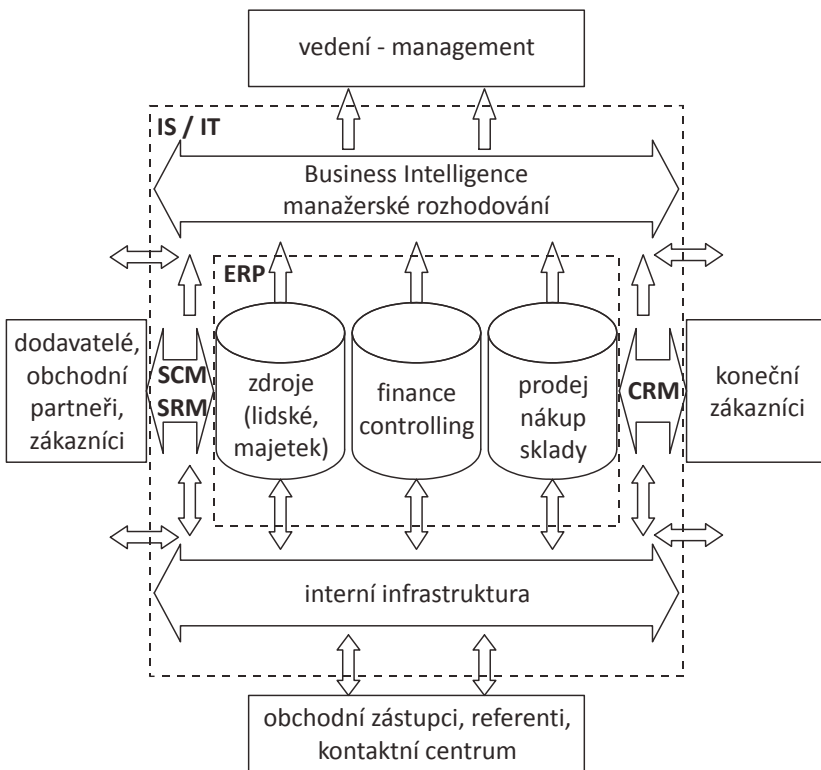 vedení - management
IS / IT
Business Intelligence
manažerské rozhodování
ERP
dodavatelé,
obchodní
partneři,
zákazníci
SCM
SRM
zdroje
(lidské,
majetek)
finance
controlling
prodej
nákup
sklady
CRM
koneční
zákazníci
interní infrastruktura
obchodní zástupci, referenti,
kontaktní centrum